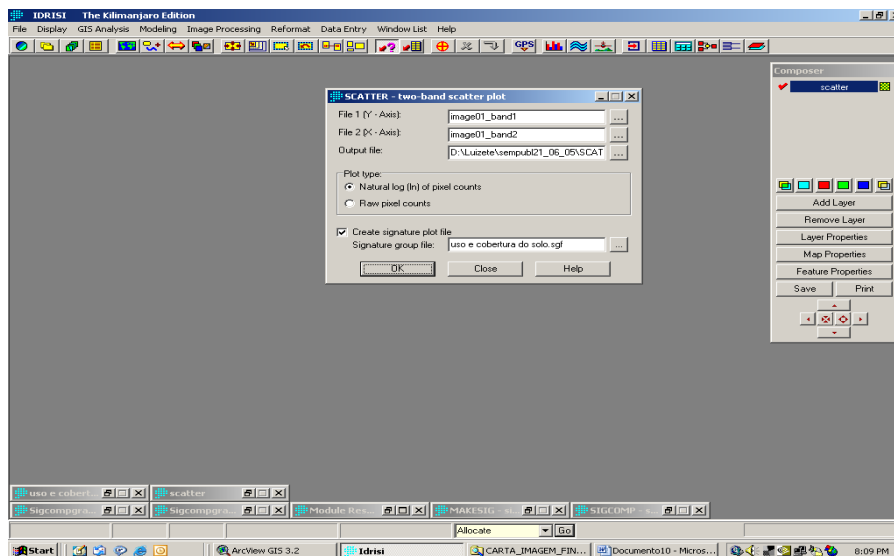 IDRISI The Kilimanjaro Edition
File Display GIS Analysis Modeling Image Processing Reformat Data Entry Window List Help
GPS
Composer
scatter
SCATTER - two-band scatter plot
File 1 (Y - Axis): image01_band1 ...
File 2 (X - Axis): image01_band2 ...
Output file: D:\Luizete\sempubl21_06_05\SCAT ...
Plot type:
Natural log (ln) of pixel counts
Raw pixel counts
Create signature plot file
Signature group file: uso e cobertura do solo.sgf ...
OK Close Help
Add Layer
Remove Layer
Layer Properties
Map Properties
Feature Properties
Save Print
uso e cobert... scatter
Sigcompgra... Sigcompgra... Module Res... MAKESIG - si... SIGCOMP - s...
Allocate Go
Start ArcView GIS 3.2 Idrisi CARTA_IMAGEM_FIN... Documento10 - Micros... 8:09 PM